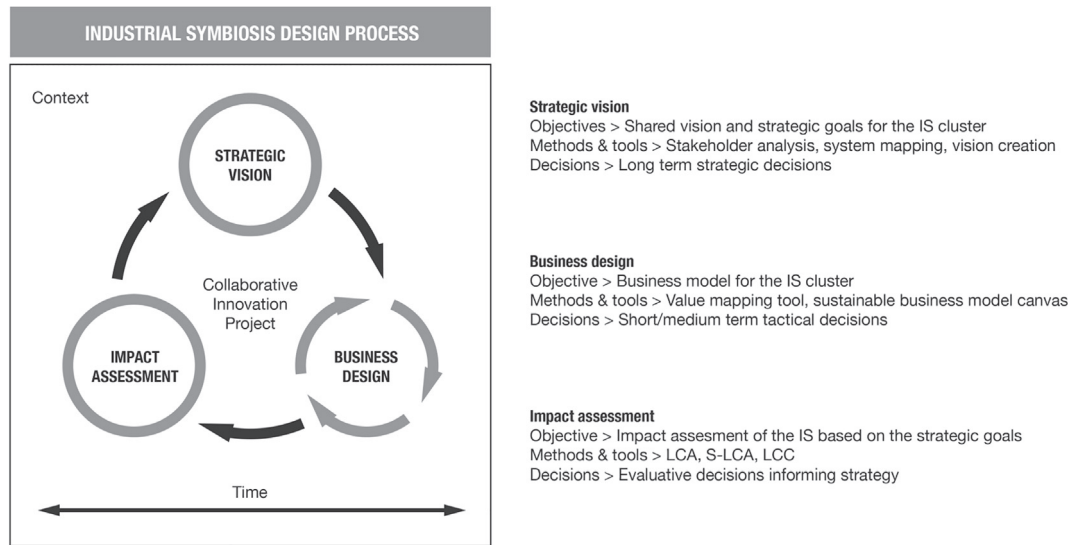 INDUSTRIAL SYMBIOSIS DESIGN PROCESS
Context
STRATEGIC
VISION
Collaborative
Innovation
Project
IMPACT
ASSESSMENT
BUSINESS
DESIGN
Time
Strategic vision
Objectives > Shared vision and strategic goals for the IS cluster
Methods & tools > Stakeholder analysis, system mapping, vision creation
Decisions > Long term strategic decisions
Business design
Objective > Business model for the IS cluster
Methods & tools > Value mapping tool, sustainable business model canvas
Decisions > Short/medium term tactical decisions
Impact assessment
Objective > Impact assesment of the IS based on the strategic goals
Methods & tools > LCA, S-LCA, LCC
Decisions > Evaluative decisions informing strategy